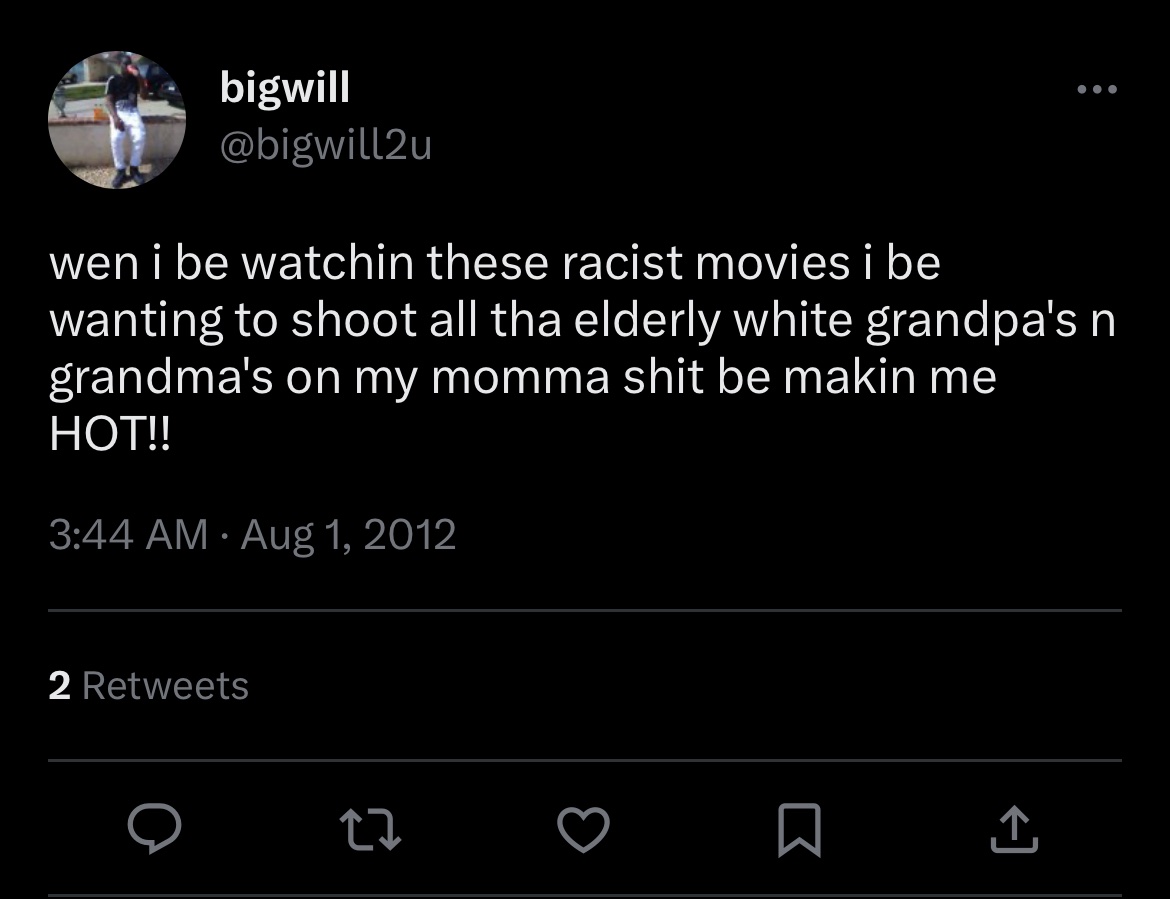 bigwill
@bigwill2u
wen i be watchin these racist movies i be
wanting to shoot all tha elderly white grandpa's n
grandma's on my momma shit be makin me
HOT!!
3:44 AM · Aug 1, 2012
2 Retweets